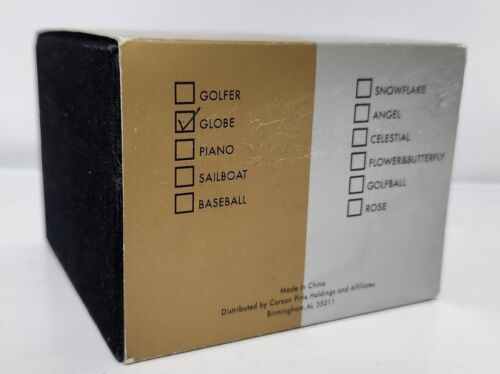 GOLFER
GLOBE
PIANO
SAILBOAT
BASEBALL
SNOWFLAKE
ANGEL
CELESTIAL
FLOWER&BUTTERFLY
GOLFBALL
ROSE
Made in China
Distributed by Carson Pirie Holdings and Affiliates
Birmingham, AL 35211